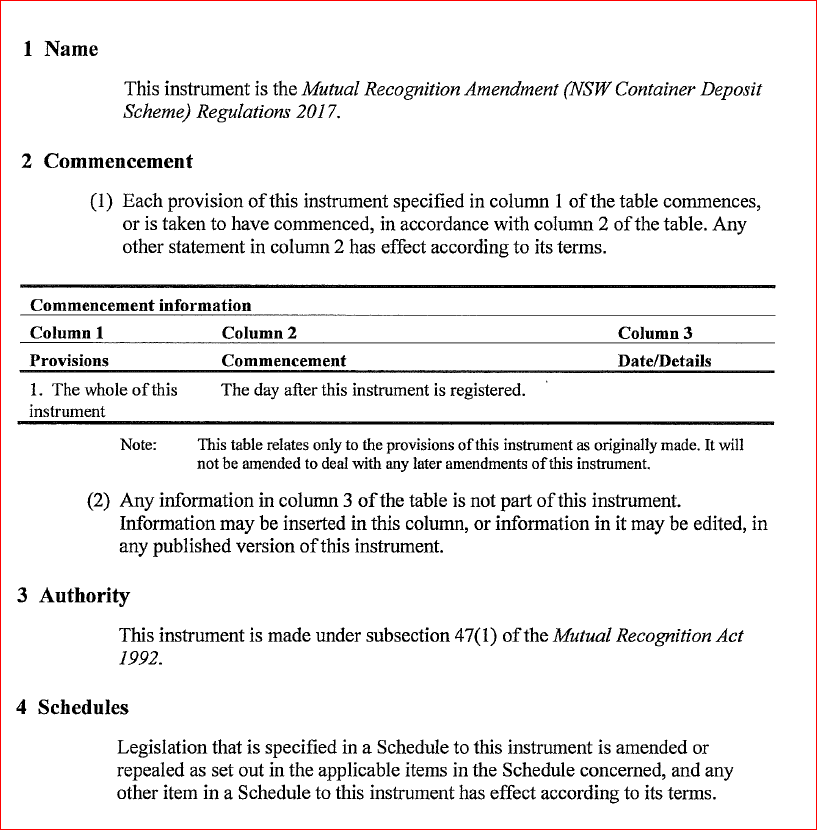 1 Name
This instrument is the Mutual Recognition Amendment (NSW Container Deposit
Scheme) Regulations 2017.
2 Commencement
(1) Each provision of this instrument specified in column 1 of the table commences,
or is taken to have commenced, in accordance with column 2 of the table. Any
other statement in column 2 has effect according to its terms.
Commencement information
Column 1 Column 2 Column 3
Provisions Commencement Date/Details
1. The whole of this The day after this instrument is registered.
instrument
Note: This table relates only to the provisions of this instrument as originally made. It will
not be amended to deal with any later amendments of this instrument.
(2) Any information in column 3 of the table is not part of this instrument.
Information may be inserted in this column, or information in it may be edited, in
any published version of this instrument.
3 Authority
This instrument is made under subsection 47(1) of the Mutual Recognition Act
1992.
4 Schedules
Legislation that is specified in a Schedule to this instrument is amended or
repealed as set out in the applicable items in the Schedule concerned, and any
other item in a Schedule to this instrument has effect according to its terms.